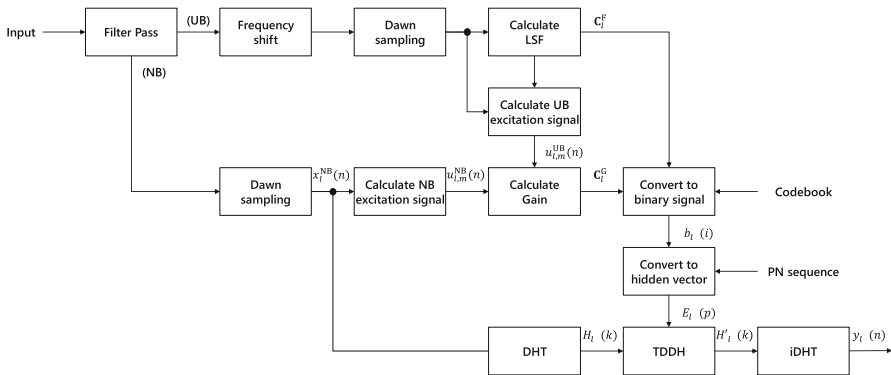 Input
Filter Pass
(UB)
Frequency
shift
Dawn
sampling
Calculate
LSF
C_l^F
(NB)
Calculate UB
excitation signal
u_{l,m}^{UB}(n)
Dawn
sampling
x_l^{NB}(n)
Calculate NB
excitation signal
u_{l,m}^{NB}(n)
Calculate
Gain
C_l^G
Convert to
binary signal
Codebook
b_l (i)
Convert to
hidden vector
PN sequence
E_l (p)
DHT
H_l (k)
TDDH
H'_l (k)
iDHT
y_l (n)